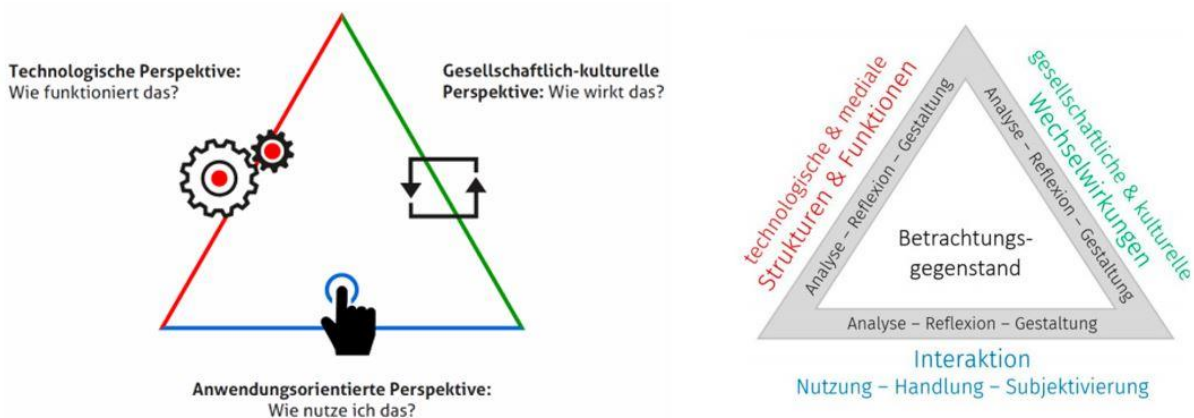 Technologische Perspektive:
Wie funktioniert das?
Gesellschaftlich-kulturelle
Perspektive: Wie wirkt das?
Anwendungsorientierte Perspektive:
Wie nutze ich das?
technologische & mediale
Strukturen & Funktionen
Analyse – Reflexion – Gestaltung
gesellschaftliche & kulturelle
Wechselwirkungen
Analyse – Reflexion – Gestaltung
Betrachtungs-
gegenstand
Analyse – Reflexion – Gestaltung
Interaktion
Nutzung – Handlung – Subjektivierung